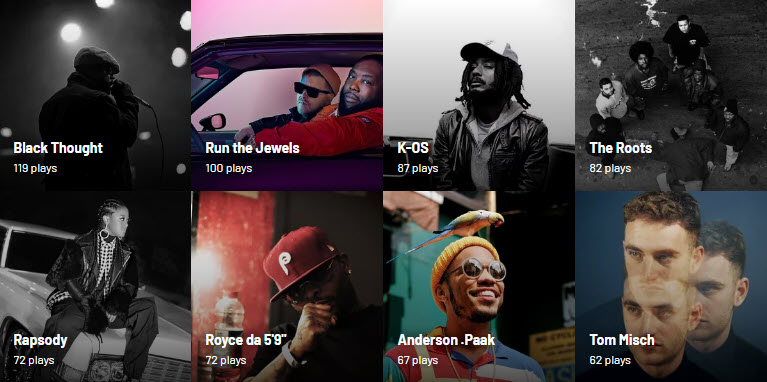 Black Thought
119 plays
Run the Jewels
100 plays
K-OS
87 plays
The Roots
82 plays
Rapsody
72 plays
Royce da 5'9"
72 plays
Anderson .Paak
67 plays
Tom Misch
62 plays
P
NO